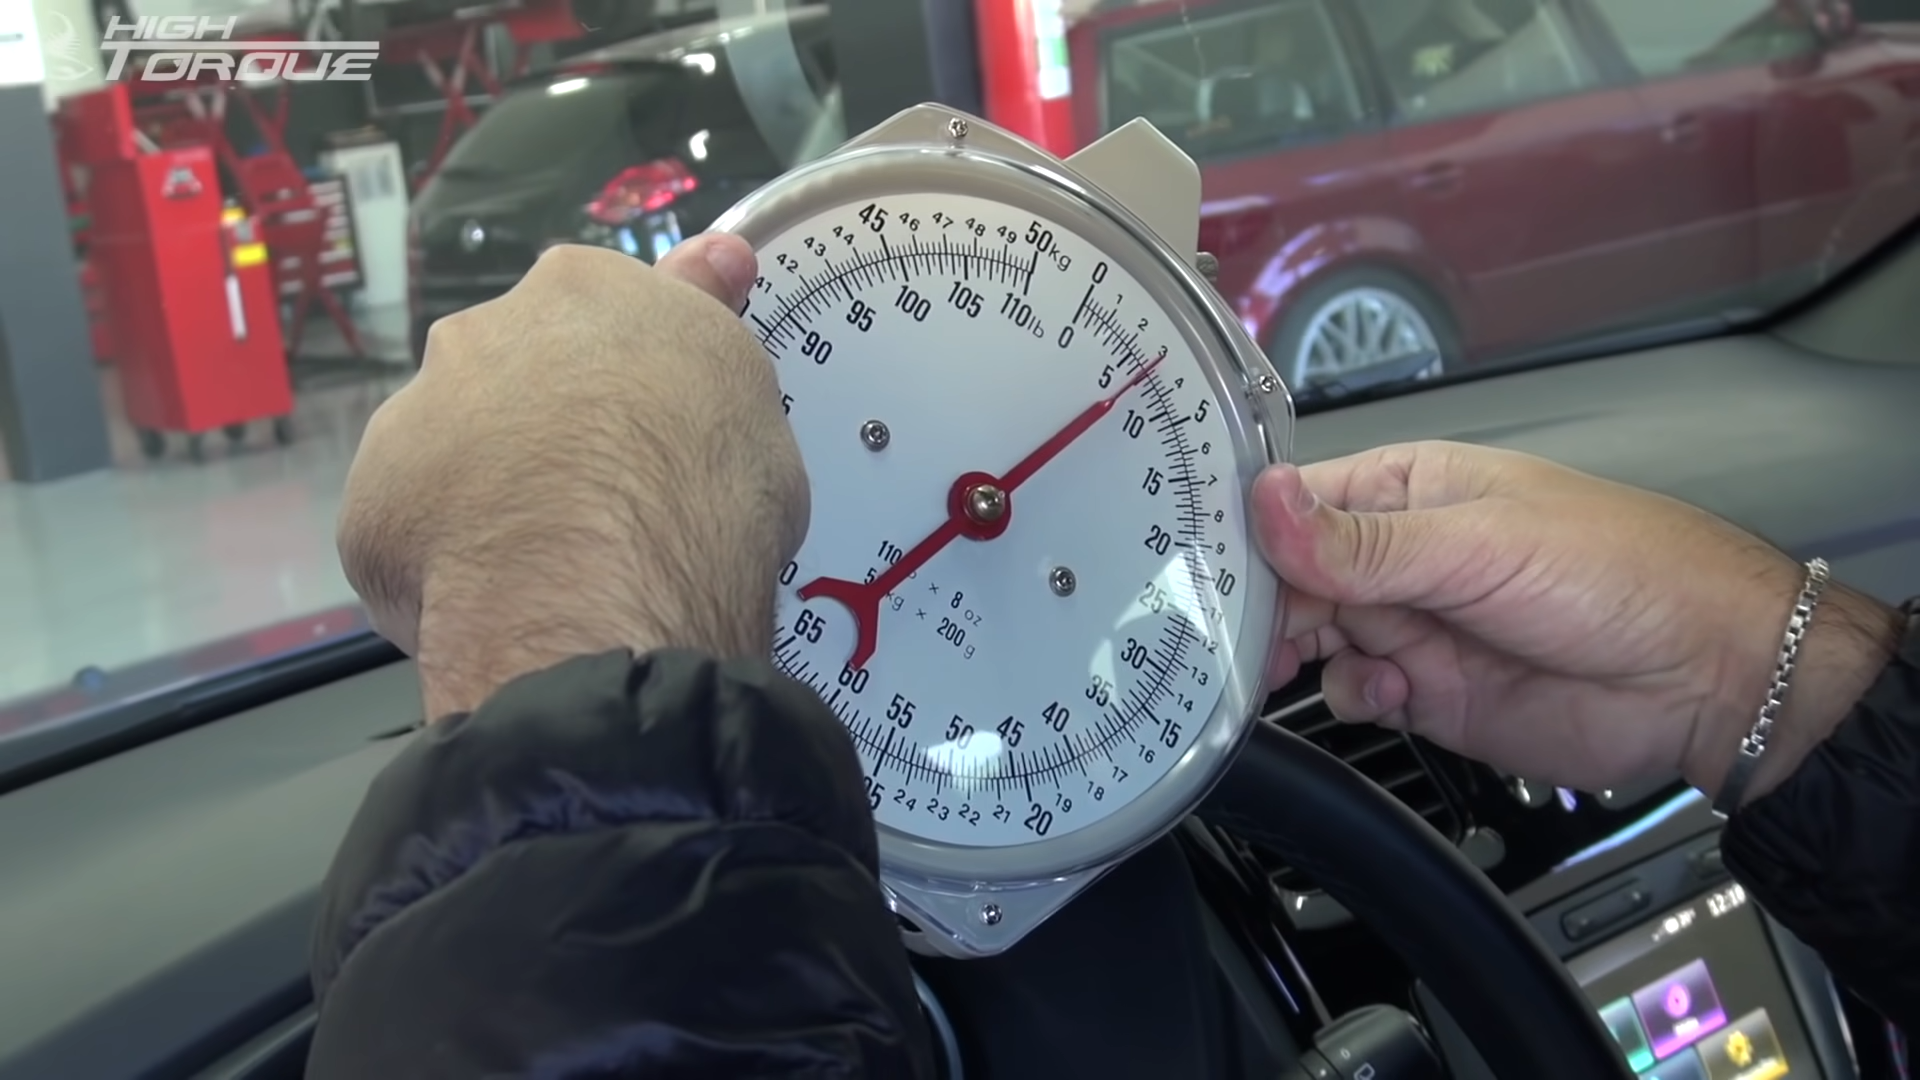 HIGH
TORQUE
45 46 47 48 49 50kg
44
43
42
41
0 1 2 3 4 5 6 7 8 9 10 11 12 13 14 15 16 17 18 19 20 21 22 23 24
90 95 100 105 110lb
0 5 10 15 20 25 30 35 40 45 50 55 60 65
× 8 oz
kg × 200 g
12:10